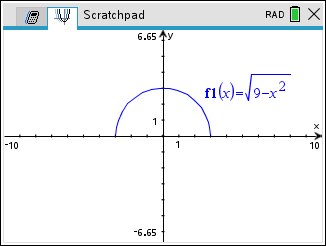 Scratchpad RAD
6.65 y
f1(x)=√9-x²
1
x
-10 1 10
-6.65